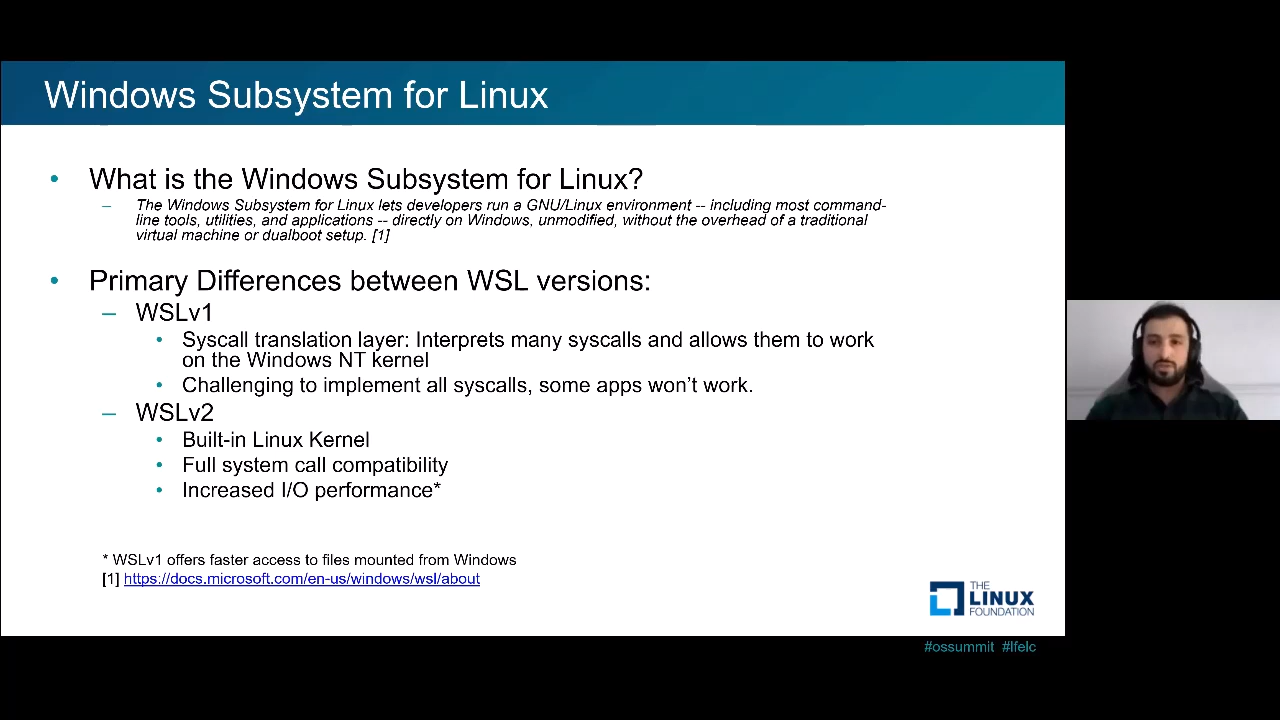 Windows Subsystem for Linux
• What is the Windows Subsystem for Linux?
– The Windows Subsystem for Linux lets developers run a GNU/Linux environment -- including most command-
line tools, utilities, and applications -- directly on Windows, unmodified, without the overhead of a traditional
virtual machine or dualboot setup. [1]
• Primary Differences between WSL versions:
– WSLv1
• Syscall translation layer: Interprets many syscalls and allows them to work
on the Windows NT kernel
• Challenging to implement all syscalls, some apps won’t work.
– WSLv2
• Built-in Linux Kernel
• Full system call compatibility
• Increased I/O performance*
* WSLv1 offers faster access to files mounted from Windows
[1] https://docs.microsoft.com/en-us/windows/wsl/about
THE
LINUX
FOUNDATION
#ossummit #lfelc